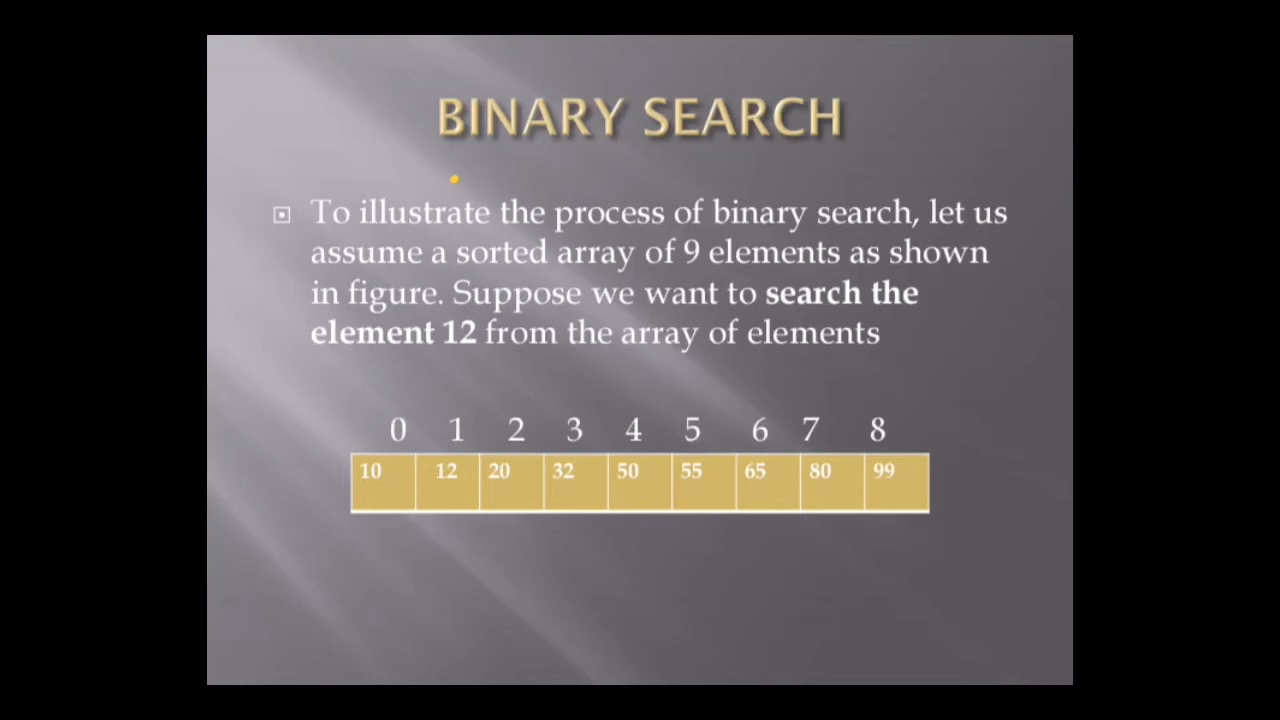 BINARY SEARCH
To illustrate the process of binary search, let us
assume a sorted array of 9 elements as shown
in figure. Suppose we want to search the
element 12 from the array of elements
0 1 2 3 4 5 6 7 8
10 12 20 32 50 55 65 80 99